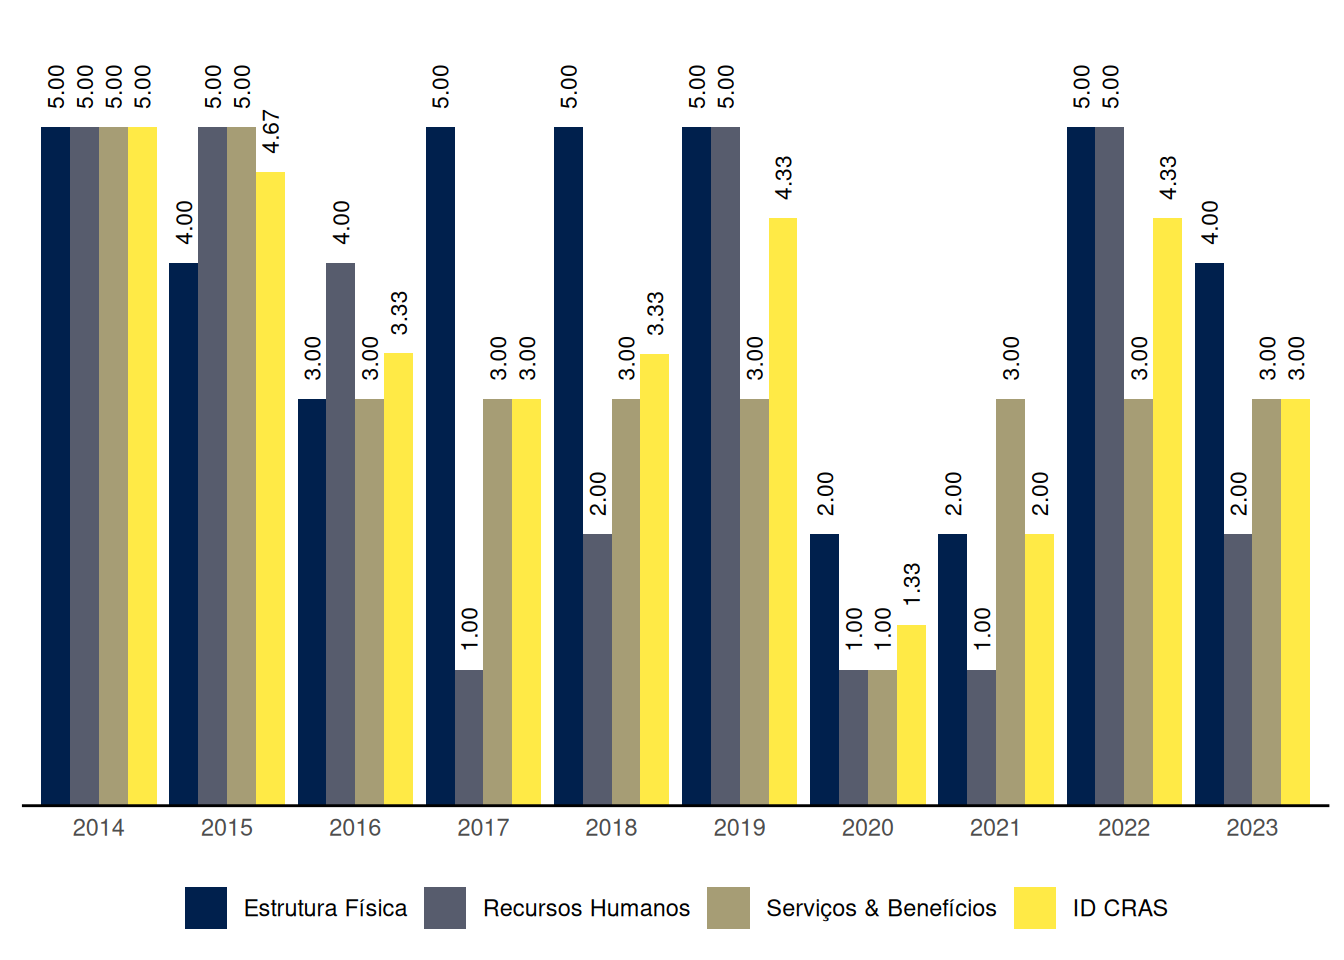 5.00 5.00 5.00 5.00 4.00 5.00 5.00 4.67 3.00 4.00 3.00 3.33 5.00 1.00 3.00 3.00 5.00 2.00 3.00 3.33 5.00 5.00 3.00 4.33 2.00 1.00 1.00 1.33 2.00 1.00 3.00 2.00 5.00 5.00 3.00 4.33 4.00 2.00 3.00 3.00
2014 2015 2016 2017 2018 2019 2020 2021 2022 2023
Estrutura Física Recursos Humanos Serviços & Benefícios ID CRAS